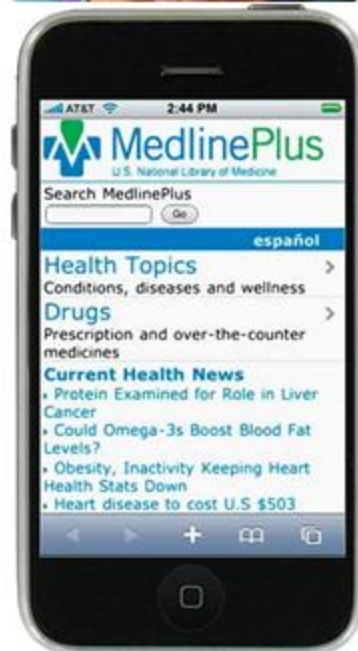 AT&T 2:44 PM
MedlinePlus
U.S. National Library of Medicine
Search MedlinePlus
Go
español
Health Topics
Conditions, diseases and wellness
Drugs
Prescription and over-the-counter
medicines
Current Health News
Protein Examined for Role in Liver
Cancer
Could Omega-3s Boost Blood Fat
Levels?
Obesity, Inactivity Keeping Heart
Health Stats Down
Heart disease to cost U.S $503